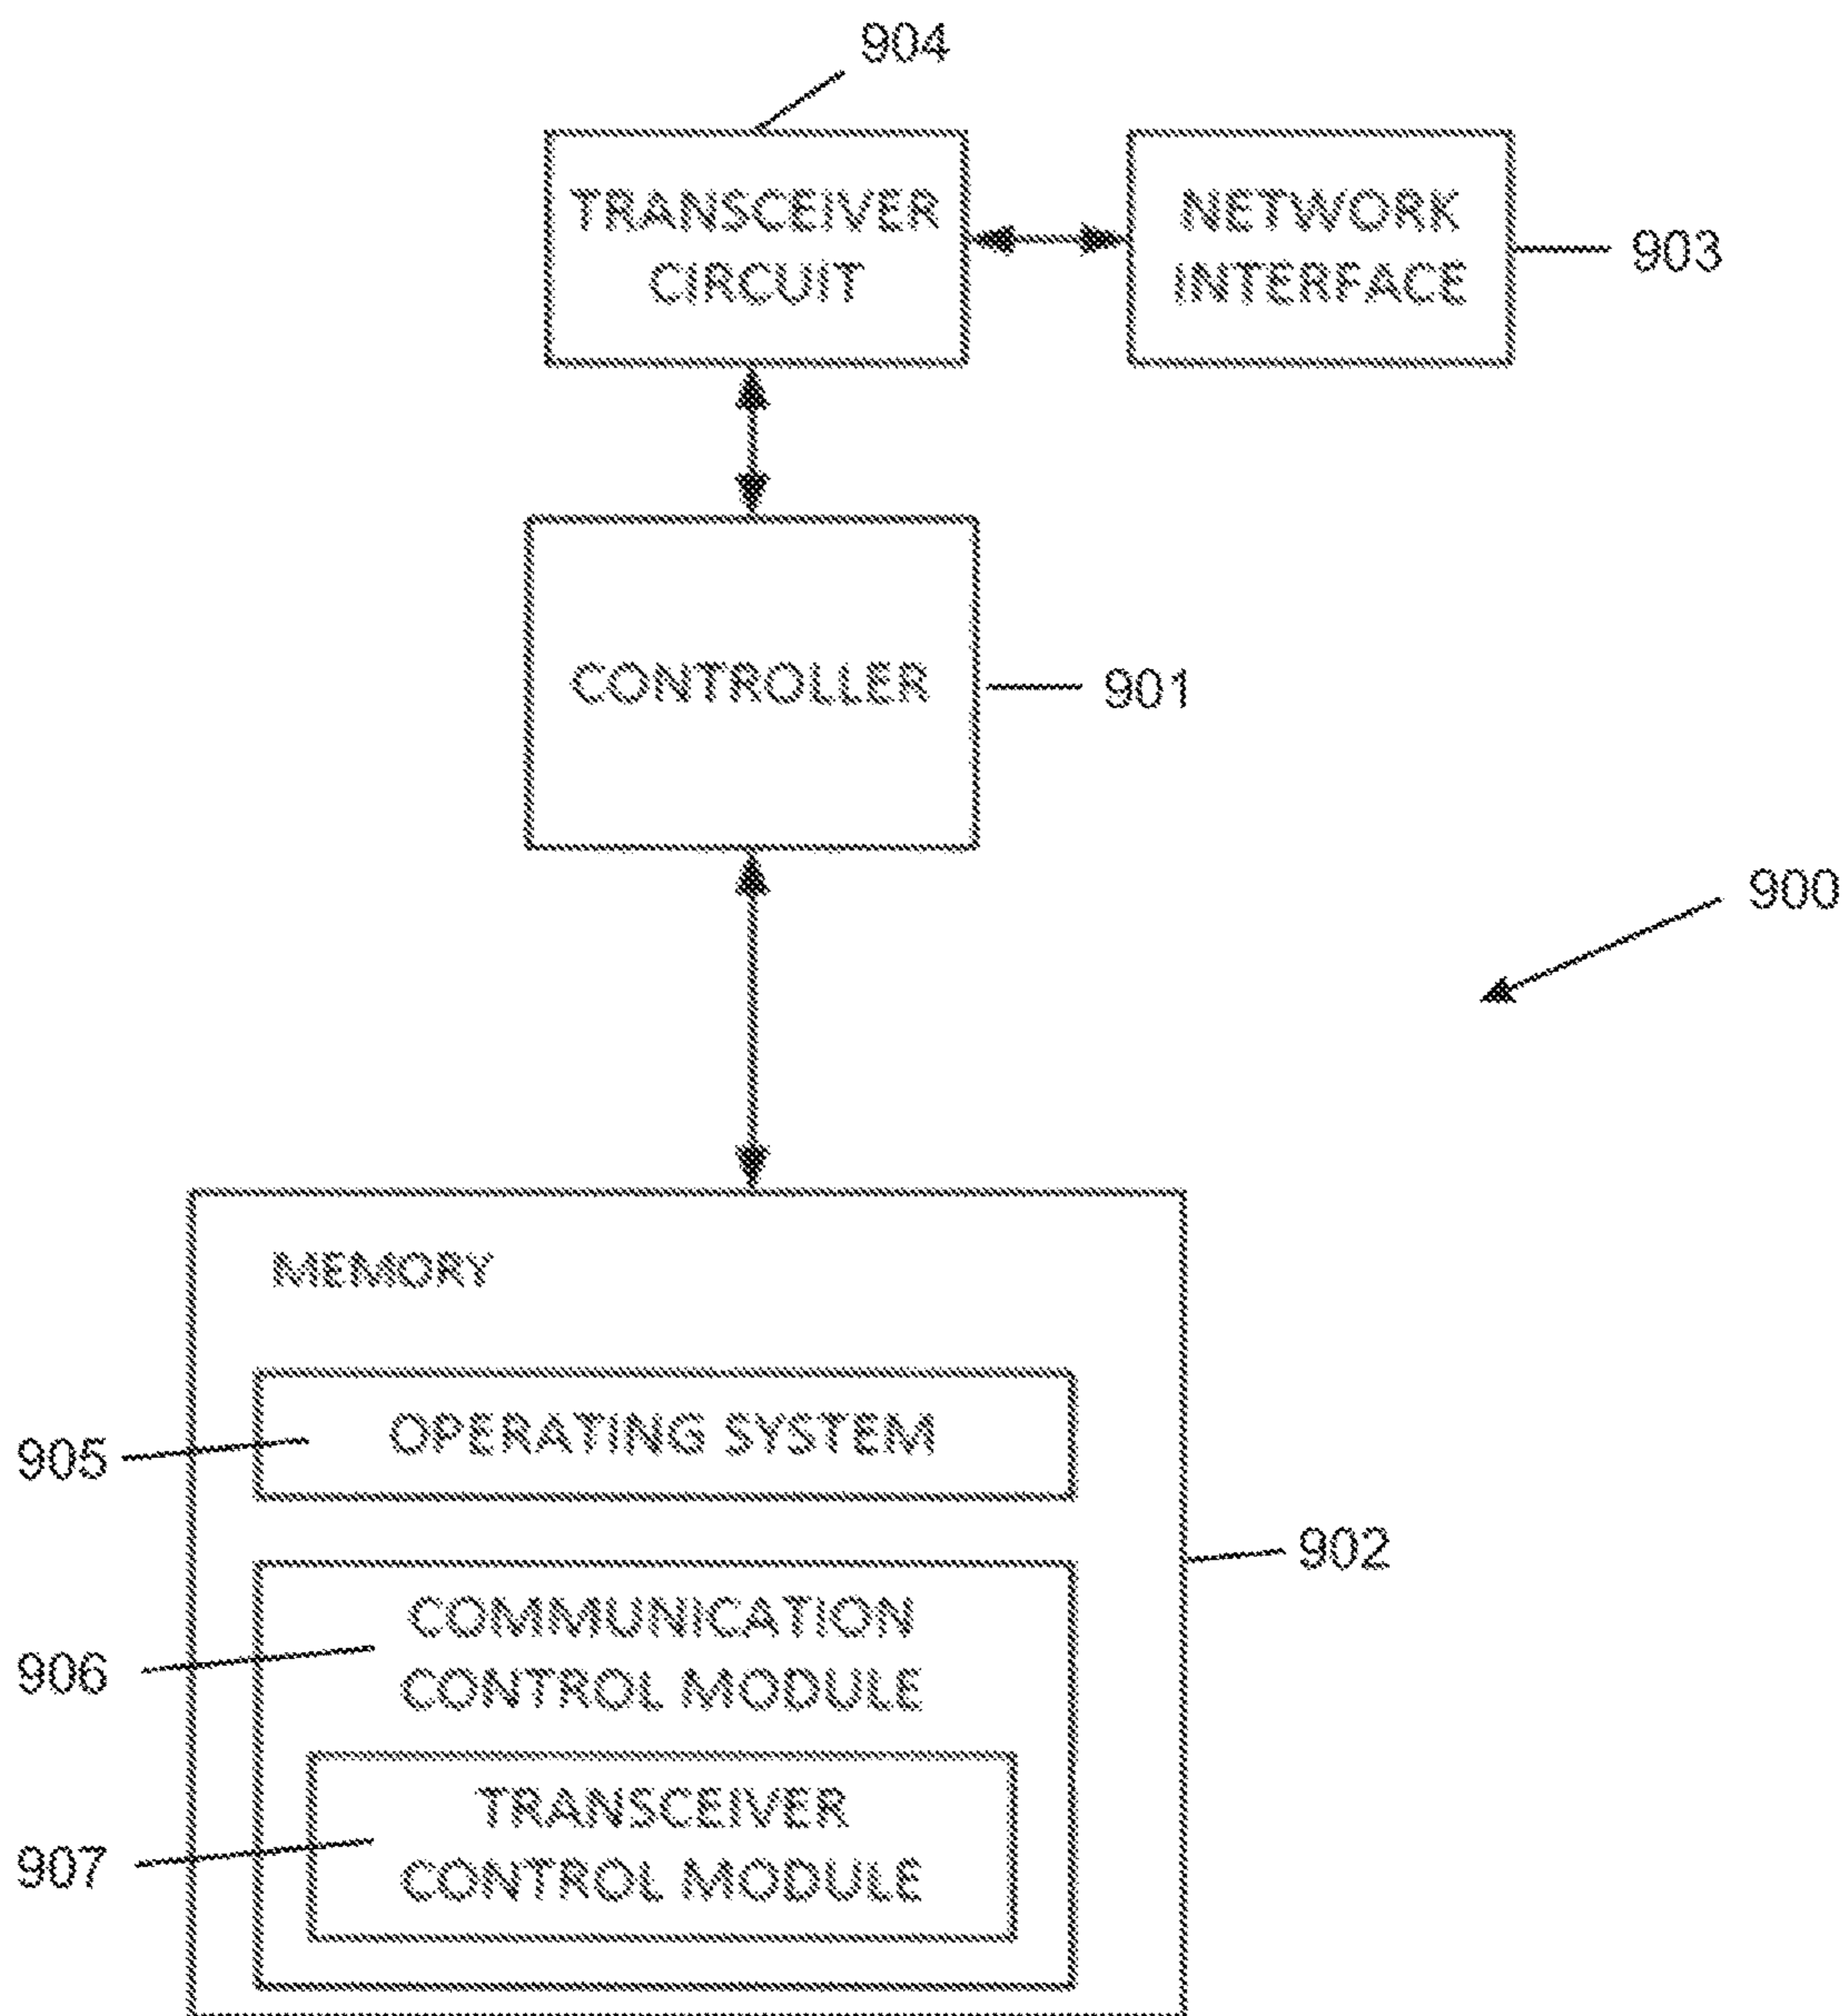 904
TRANSCEIVER
CIRCUIT
NETWORK
INTERFACE
903
CONTROLLER
901
900
MEMORY
905
OPERATING SYSTEM
902
906
COMMUNICATION
CONTROL MODULE
907
TRANSCEIVER
CONTROL MODULE